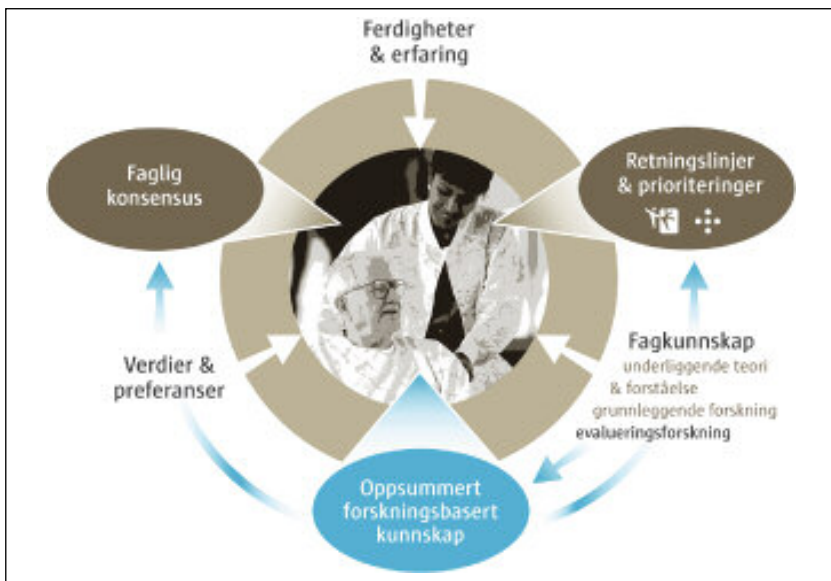 Ferdigheter
& erfaring
Faglig
konsensus
Retningslinjer
& prioriteringer
Verdier &
preferanser
Fagkunnskap
underliggende teori
& forståelse
grunnleggende forskning
evalueringsforskning
Oppsummert
forskningsbasert
kunnskap